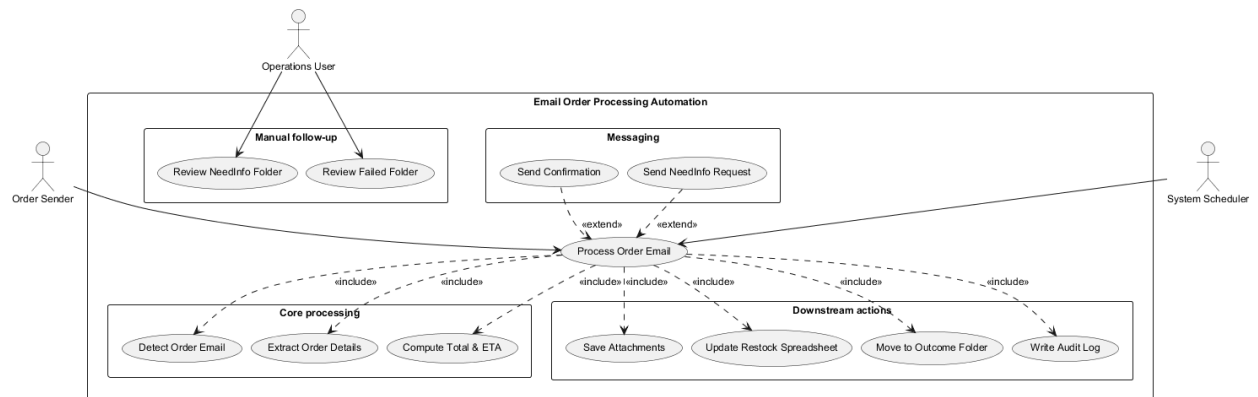 Operations User
Email Order Processing Automation
Manual follow-up
Messaging
Review NeedInfo Folder
Review Failed Folder
Send Confirmation
Send NeedInfo Request
Order Sender
System Scheduler
«extend»
«extend»
Process Order Email
«include»
«include»
«include»
«include»
«include»
«include»
«include»
Core processing
Downstream actions
Detect Order Email
Extract Order Details
Compute Total & ETA
Save Attachments
Update Restock Spreadsheet
Move to Outcome Folder
Write Audit Log